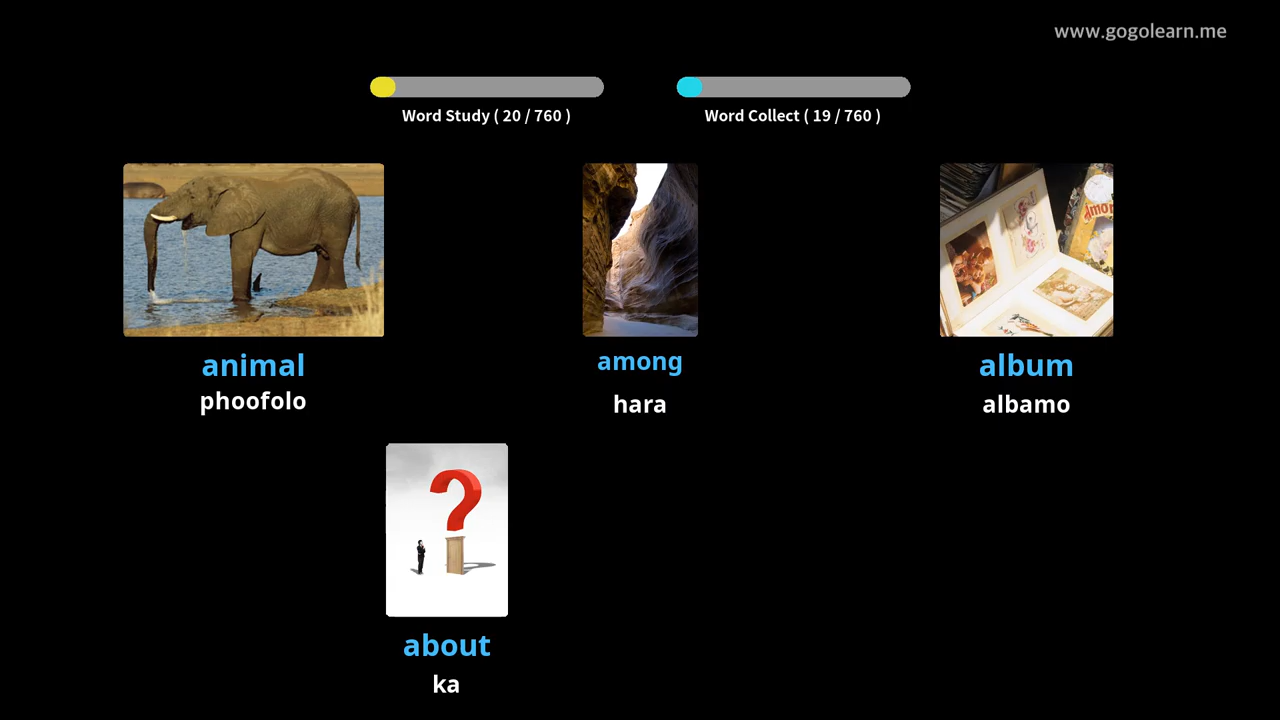 www.gogolearn.me
Word Study ( 20 / 760 )
Word Collect ( 19 / 760 )
animal
phoofolo
among
hara
album
albamo
about
ka